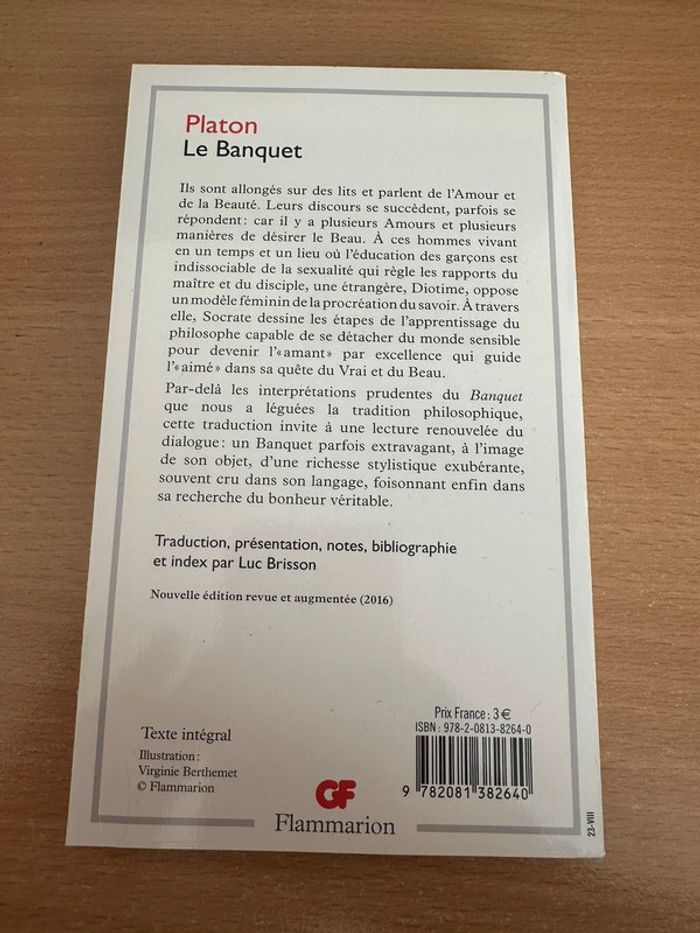 Platon
Le Banquet
Ils sont allongés sur des lits et parlent de l'Amour et
de la Beauté. Leurs discours se succèdent, parfois se
répondent : car il y a plusieurs Amours et plusieurs
manières de désirer le Beau. À ces hommes vivant
en un temps et un lieu où l'éducation des garçons est
indissociable de la sexualité qui règle les rapports du
maître et du disciple, une étrangère, Diotime, oppose
un modèle féminin de la procréation du savoir. À travers
elle, Socrate dessine les étapes de l'apprentissage du
philosophe capable de se détacher du monde sensible
pour devenir l'« amant » par excellence qui guide
l'« aimé » dans sa quête du Vrai et du Beau.
Par-delà les interprétations prudentes du Banquet
que nous a léguées la tradition philosophique,
cette traduction invite à une lecture renouvelée du
dialogue : un Banquet parfois extravagant, à l'image
de son objet, d'une richesse stylistique exubérante,
souvent cru dans son langage, foisonnant enfin dans
sa recherche du bonheur véritable.
Traduction, présentation, notes, bibliographie
et index par Luc Brisson
Nouvelle édition revue et augmentée (2016)
Prix France : 3 €
ISBN : 978-2-0813-8264-0
9 782081 382640
Texte intégral
Illustration :
Virginie Berthemet
© Flammarion
GF
Flammarion
23-VIII